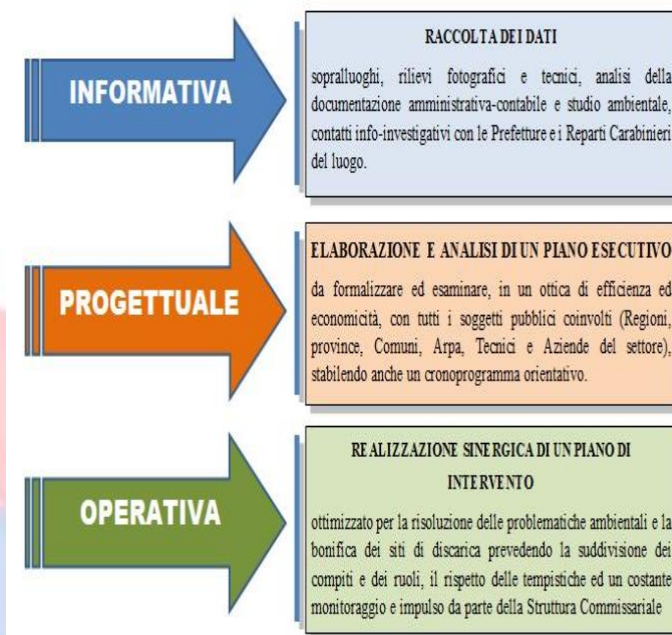 INFORMATIVA
RACCOLTA DEI DATI
sopralluoghi, rilievi fotografici e tecnici, analisi della
documentazione amministrativa-contabile e studio ambientale,
contatti info-investigativi con le Prefetture e i Reparti Carabinieri
del luogo.
PROGETTUALE
ELABORAZIONE E ANALISI DI UN PIANO ESECUTIVO
da formalizzare ed esaminare, in un ottica di efficienza ed
economicità, con tutti i soggetti pubblici coinvolti (Regioni,
province, Comuni, Arpa, Tecnici e Aziende del settore),
stabilendo anche un cronoprogramma orientativo.
OPERATIVA
REALIZZAZIONE SINERGICA DI UN PIANO DI
INTERVENTO
ottimizzato per la risoluzione delle problematiche ambientali e la
bonifica dei siti di discarica prevedendo la suddivisione dei
compiti e dei ruoli, il rispetto delle tempistiche ed un costante
monitoraggio e impulso da parte della Struttura Commissariale